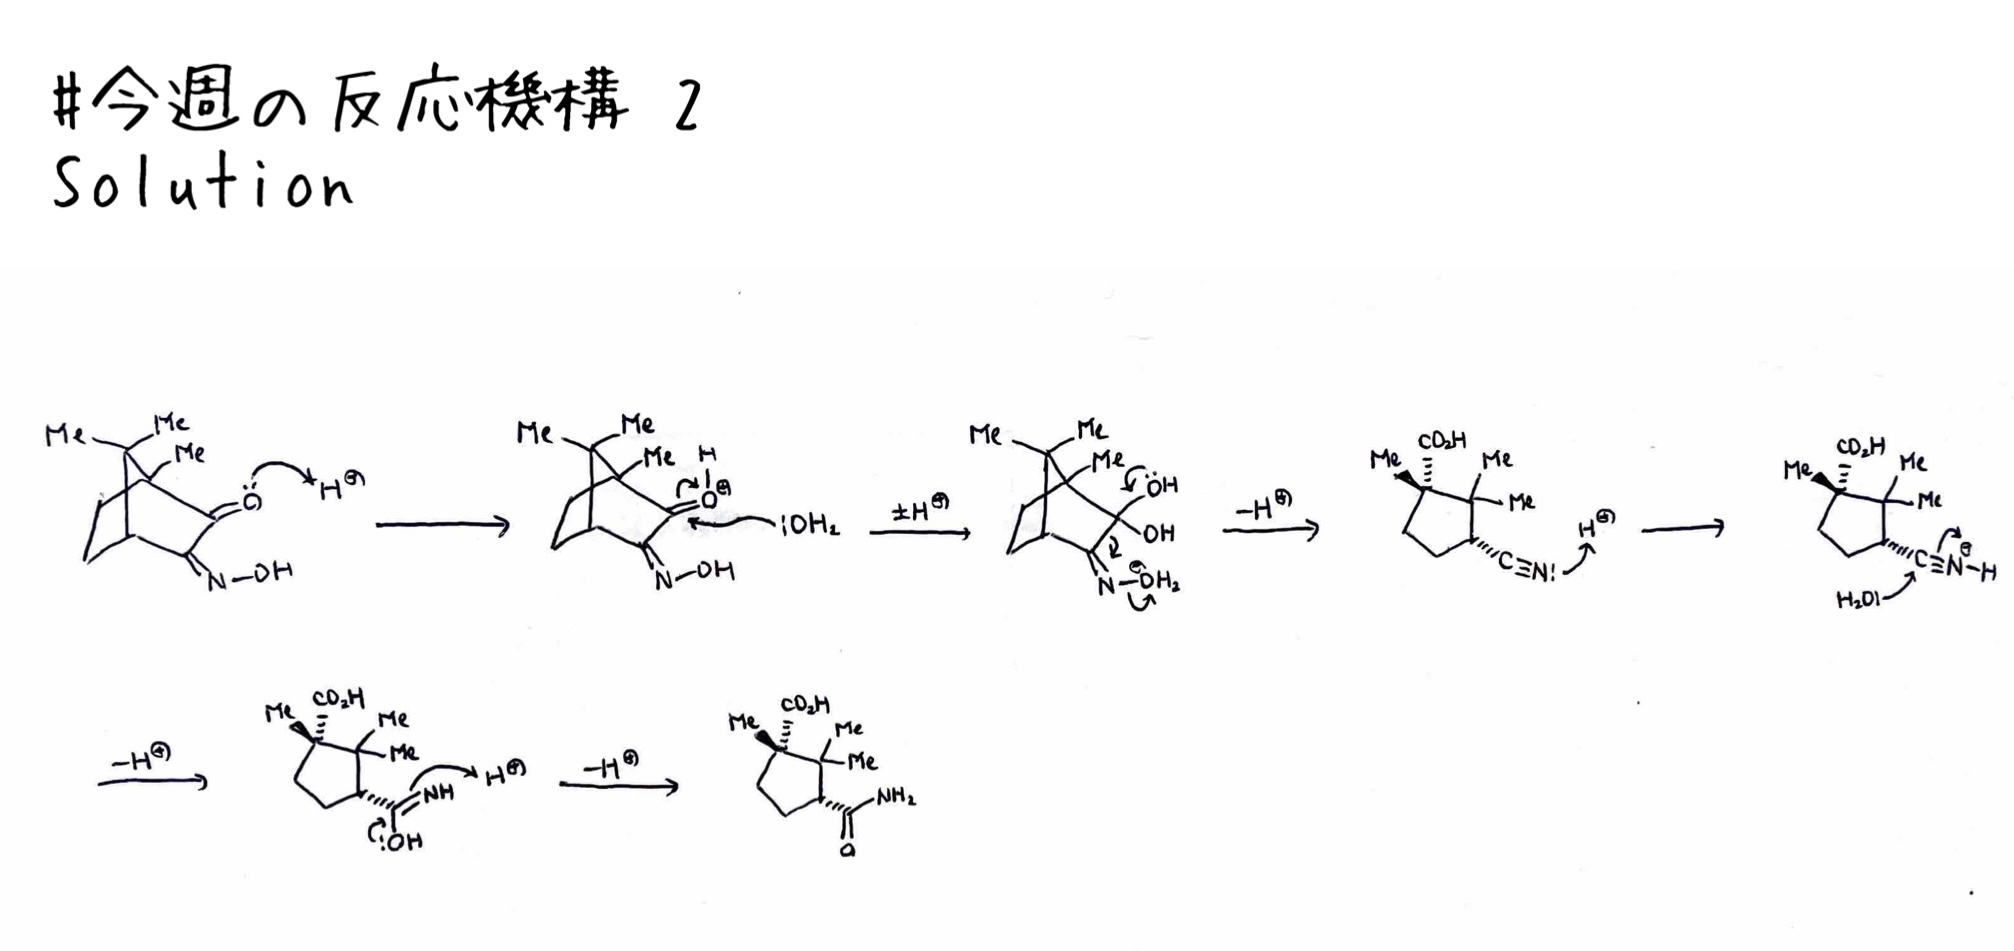 #今週の反応機構 2
Solution
Me Me Me O H⊕ N-OH
Me Me Me H O⊕ :OH₂ N-OH
±H⊕
Me Me Me ÖH OH N-OH₂ ⊕
-H⊕
Me CO₂H Me Me C≡N: H⊕
Me CO₂H Me Me C≡N-H ⊕ H₂O:
-H⊕
Me CO₂H Me Me NH :OH H⊕
-H⊕
Me CO₂H Me Me NH₂ O